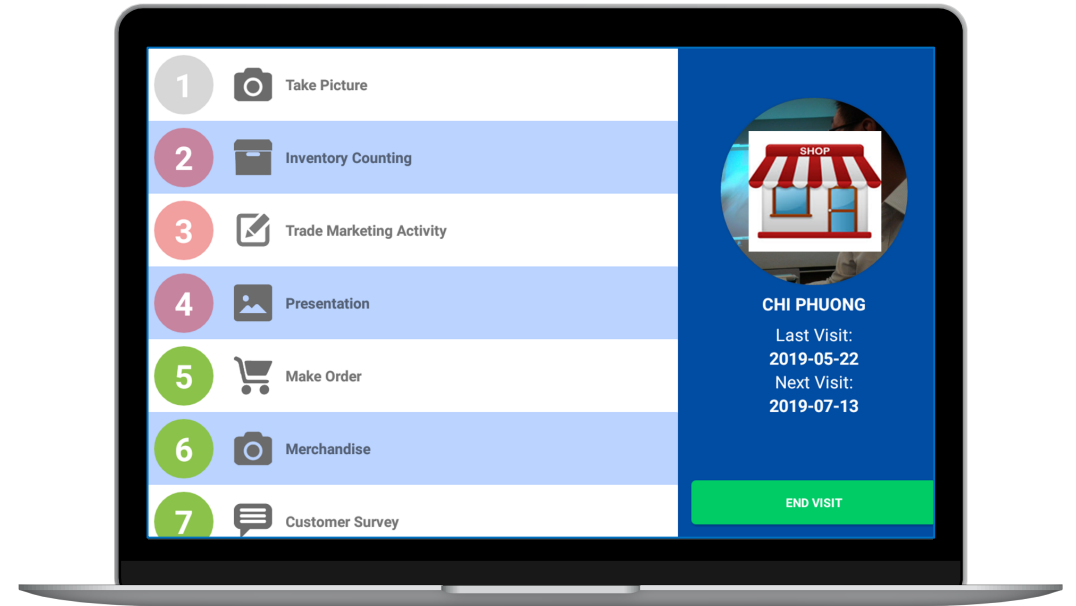 1
Take Picture
2
Inventory Counting
3
Trade Marketing Activity
4
Presentation
5
Make Order
6
Merchandise
7
Customer Survey
SHOP
CHI PHUONG
Last Visit:
2019-05-22
Next Visit:
2019-07-13
END VISIT